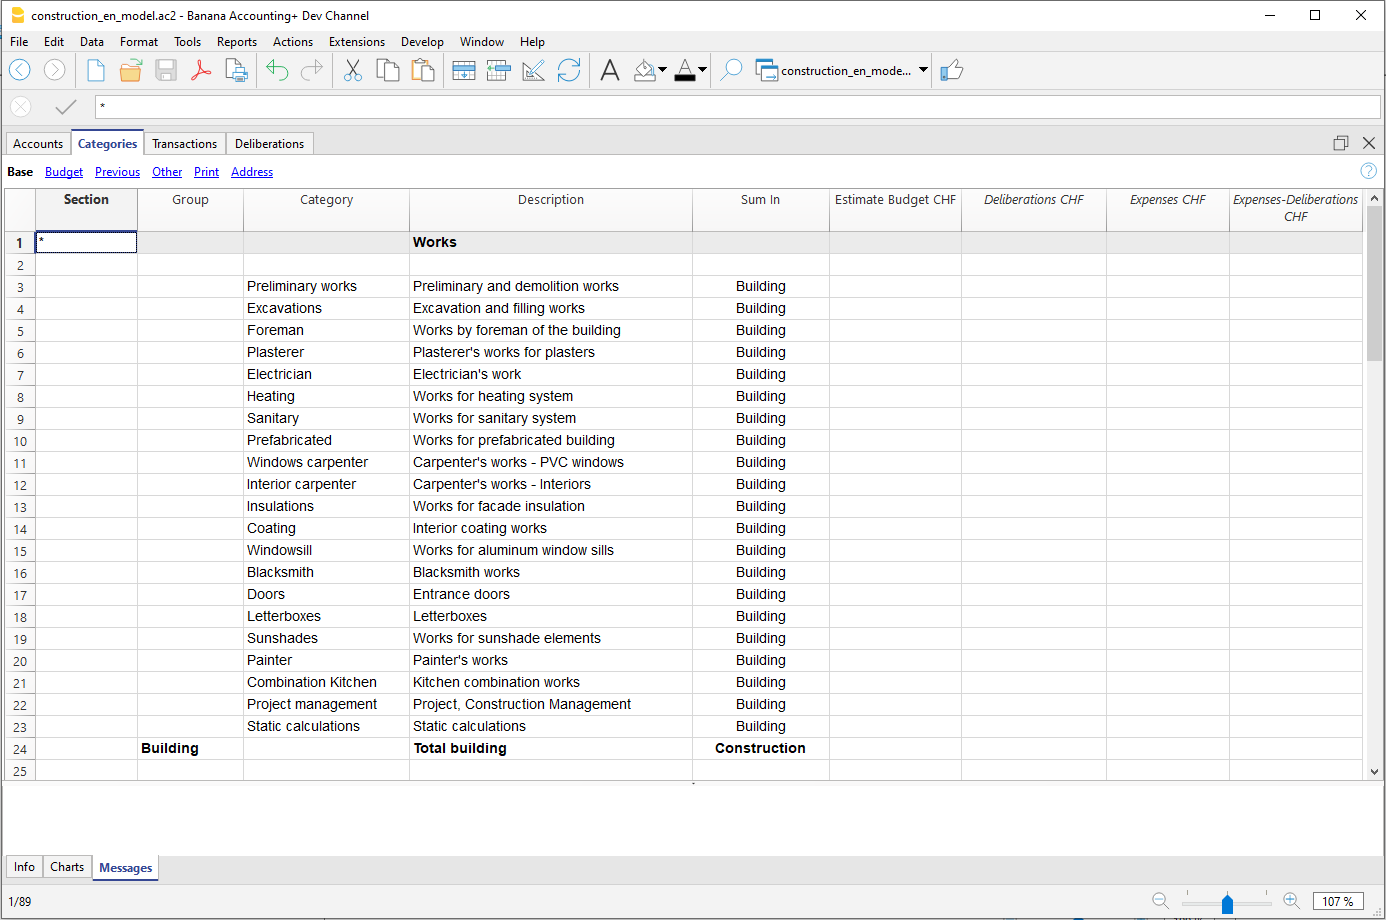 construction_en_model.ac2 - Banana Accounting+ Dev Channel
File Edit Data Format Tools Reports Actions Extensions Develop Window Help
construction_en_mode...
*
Accounts Categories Transactions Deliberations
Base Budget Previous Other Print Address
Section Group Category Description Sum In Estimate Budget CHF Deliberations CHF Expenses CHF Expenses-Deliberations CHF
1 * Works
2
3 Preliminary works Preliminary and demolition works Building
4 Excavations Excavation and filling works Building
5 Foreman Works by foreman of the building Building
6 Plasterer Plasterer's works for plasters Building
7 Electrician Electrician's work Building
8 Heating Works for heating system Building
9 Sanitary Works for sanitary system Building
10 Prefabricated Works for prefabricated building Building
11 Windows carpenter Carpenter's works - PVC windows Building
12 Interior carpenter Carpenter's works - Interiors Building
13 Insulations Works for facade insulation Building
14 Coating Interior coating works Building
15 Windowsill Works for aluminum window sills Building
16 Blacksmith Blacksmith works Building
17 Doors Entrance doors Building
18 Letterboxes Letterboxes Building
19 Sunshades Works for sunshade elements Building
20 Painter Painter's works Building
21 Combination Kitchen Kitchen combination works Building
22 Project management Project, Construction Management Building
23 Static calculations Static calculations Building
24 Building Total building Construction
25
Info Charts Messages
1/89 107 %